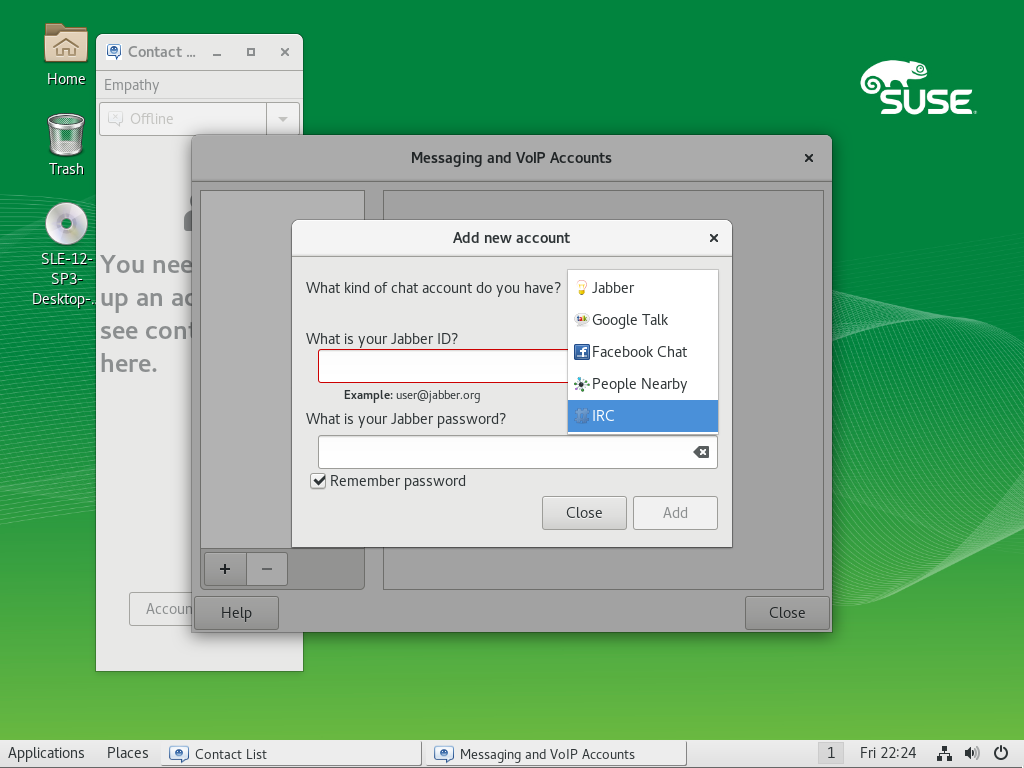 Home
Trash
SLE-12-
SP3-
Desktop-..
Contact ...
Empathy
Offline
You nee
up an ac
see cont
here.
Accoun
SUSE
Messaging and VoIP Accounts
Add new account
What kind of chat account do you have?
Jabber
Google Talk
Facebook Chat
People Nearby
IRC
What is your Jabber ID?
Example: user@jabber.org
What is your Jabber password?
Remember password
Close
Add
+
−
Help
Close
Applications
Places
Contact List
Messaging and VoIP Accounts
1
Fri 22:24